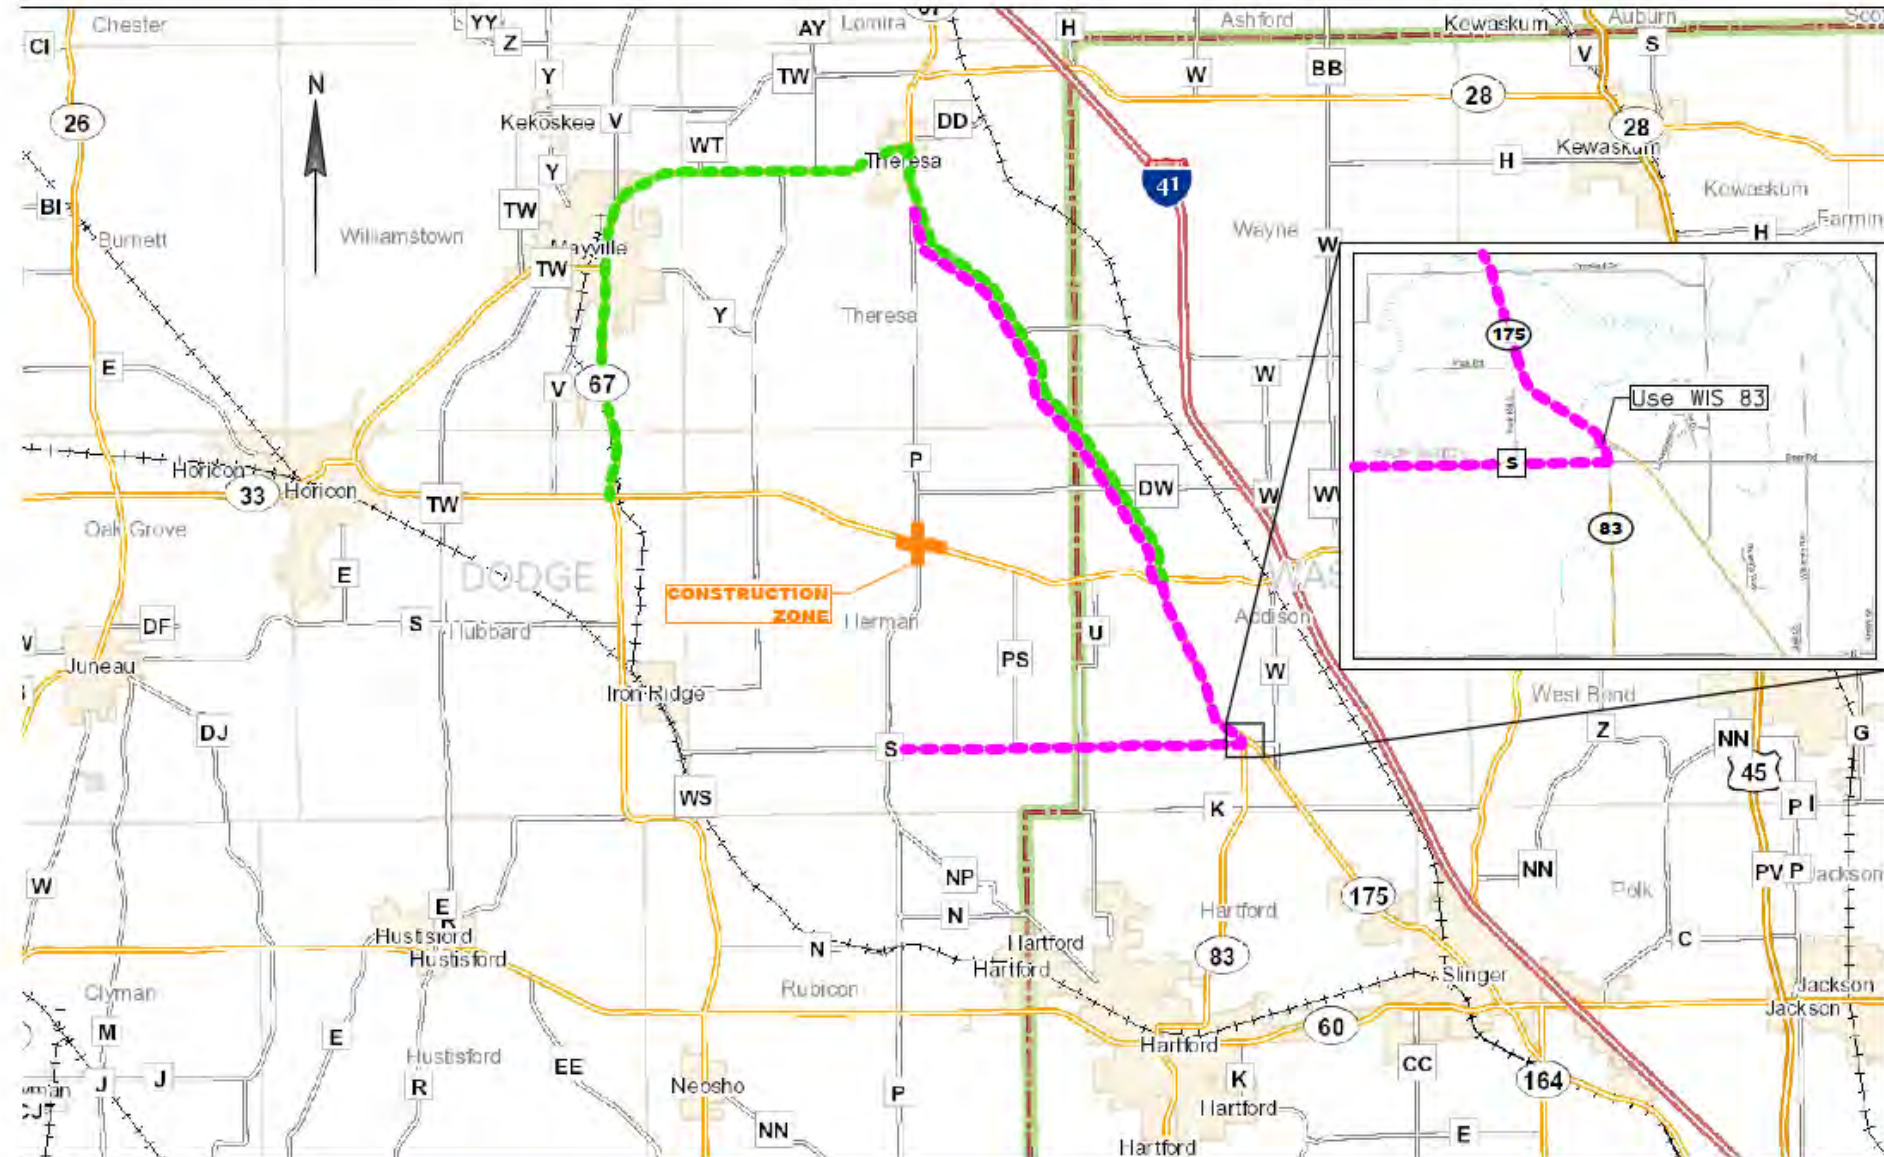 Chester
CI
YY
Z
AY
Lomira
H
Ashford
Kewaskum
Auburn
Sco
V
S
N
Y
TW
W
BB
28
26
Kekoskee
V
WT
DD
28
Kewaskum
Theresa
H
Y
41
Kewaskum
BI
TW
Farmin
Burnett
Williamstown
Mayville
TW
Wayne
W
H
Y
Theresa
175
Use WIS 83
E
V
67
W
S
83
P
Horicon
Horicon
33
TW
DW
W
Oak Grove
DODGE
E
CONSTRUCTION
ZONE
WAS
Herman
Addison
DF
S
Hubbard
U
PS
W
Juneau
Iron Ridge
West Bend
DJ
S
Z
NN
G
45
WS
K
PI
W
NP
175
NN
PV
P
Jackson
Polk
E
R
N
Hartford
C
Hustisford
Hustisford
N
Hartford
Hartford
83
Slinger
Clyman
Rubicon
Jackson
Jackson
M
E
60
Hartford
Hustisford
EE
J
J
R
Neosho
P
K
CC
164
Hartford
NN
Hartford
E